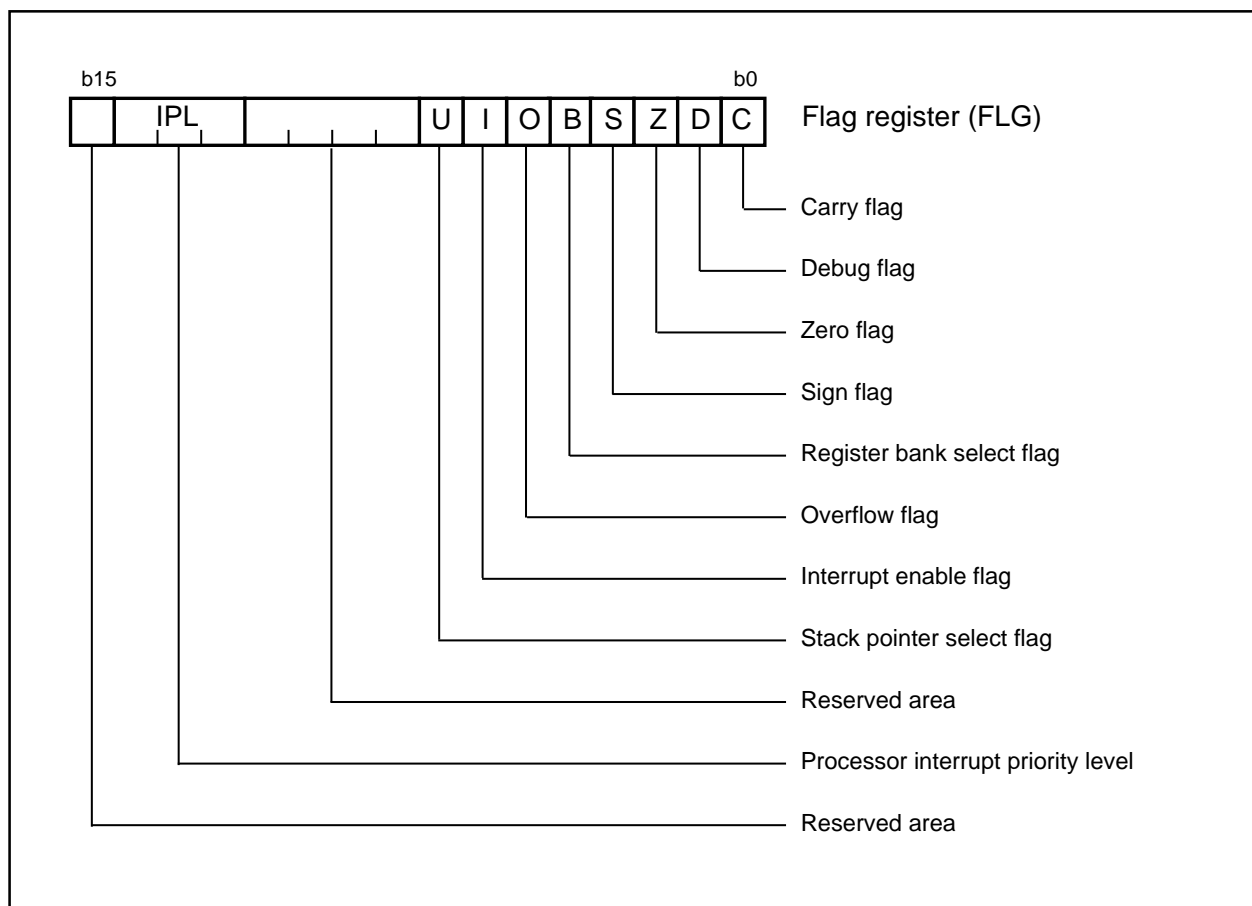 b15 b0
IPL U I O B S Z D C Flag register (FLG)
Carry flag
Debug flag
Zero flag
Sign flag
Register bank select flag
Overflow flag
Interrupt enable flag
Stack pointer select flag
Reserved area
Processor interrupt priority level
Reserved area